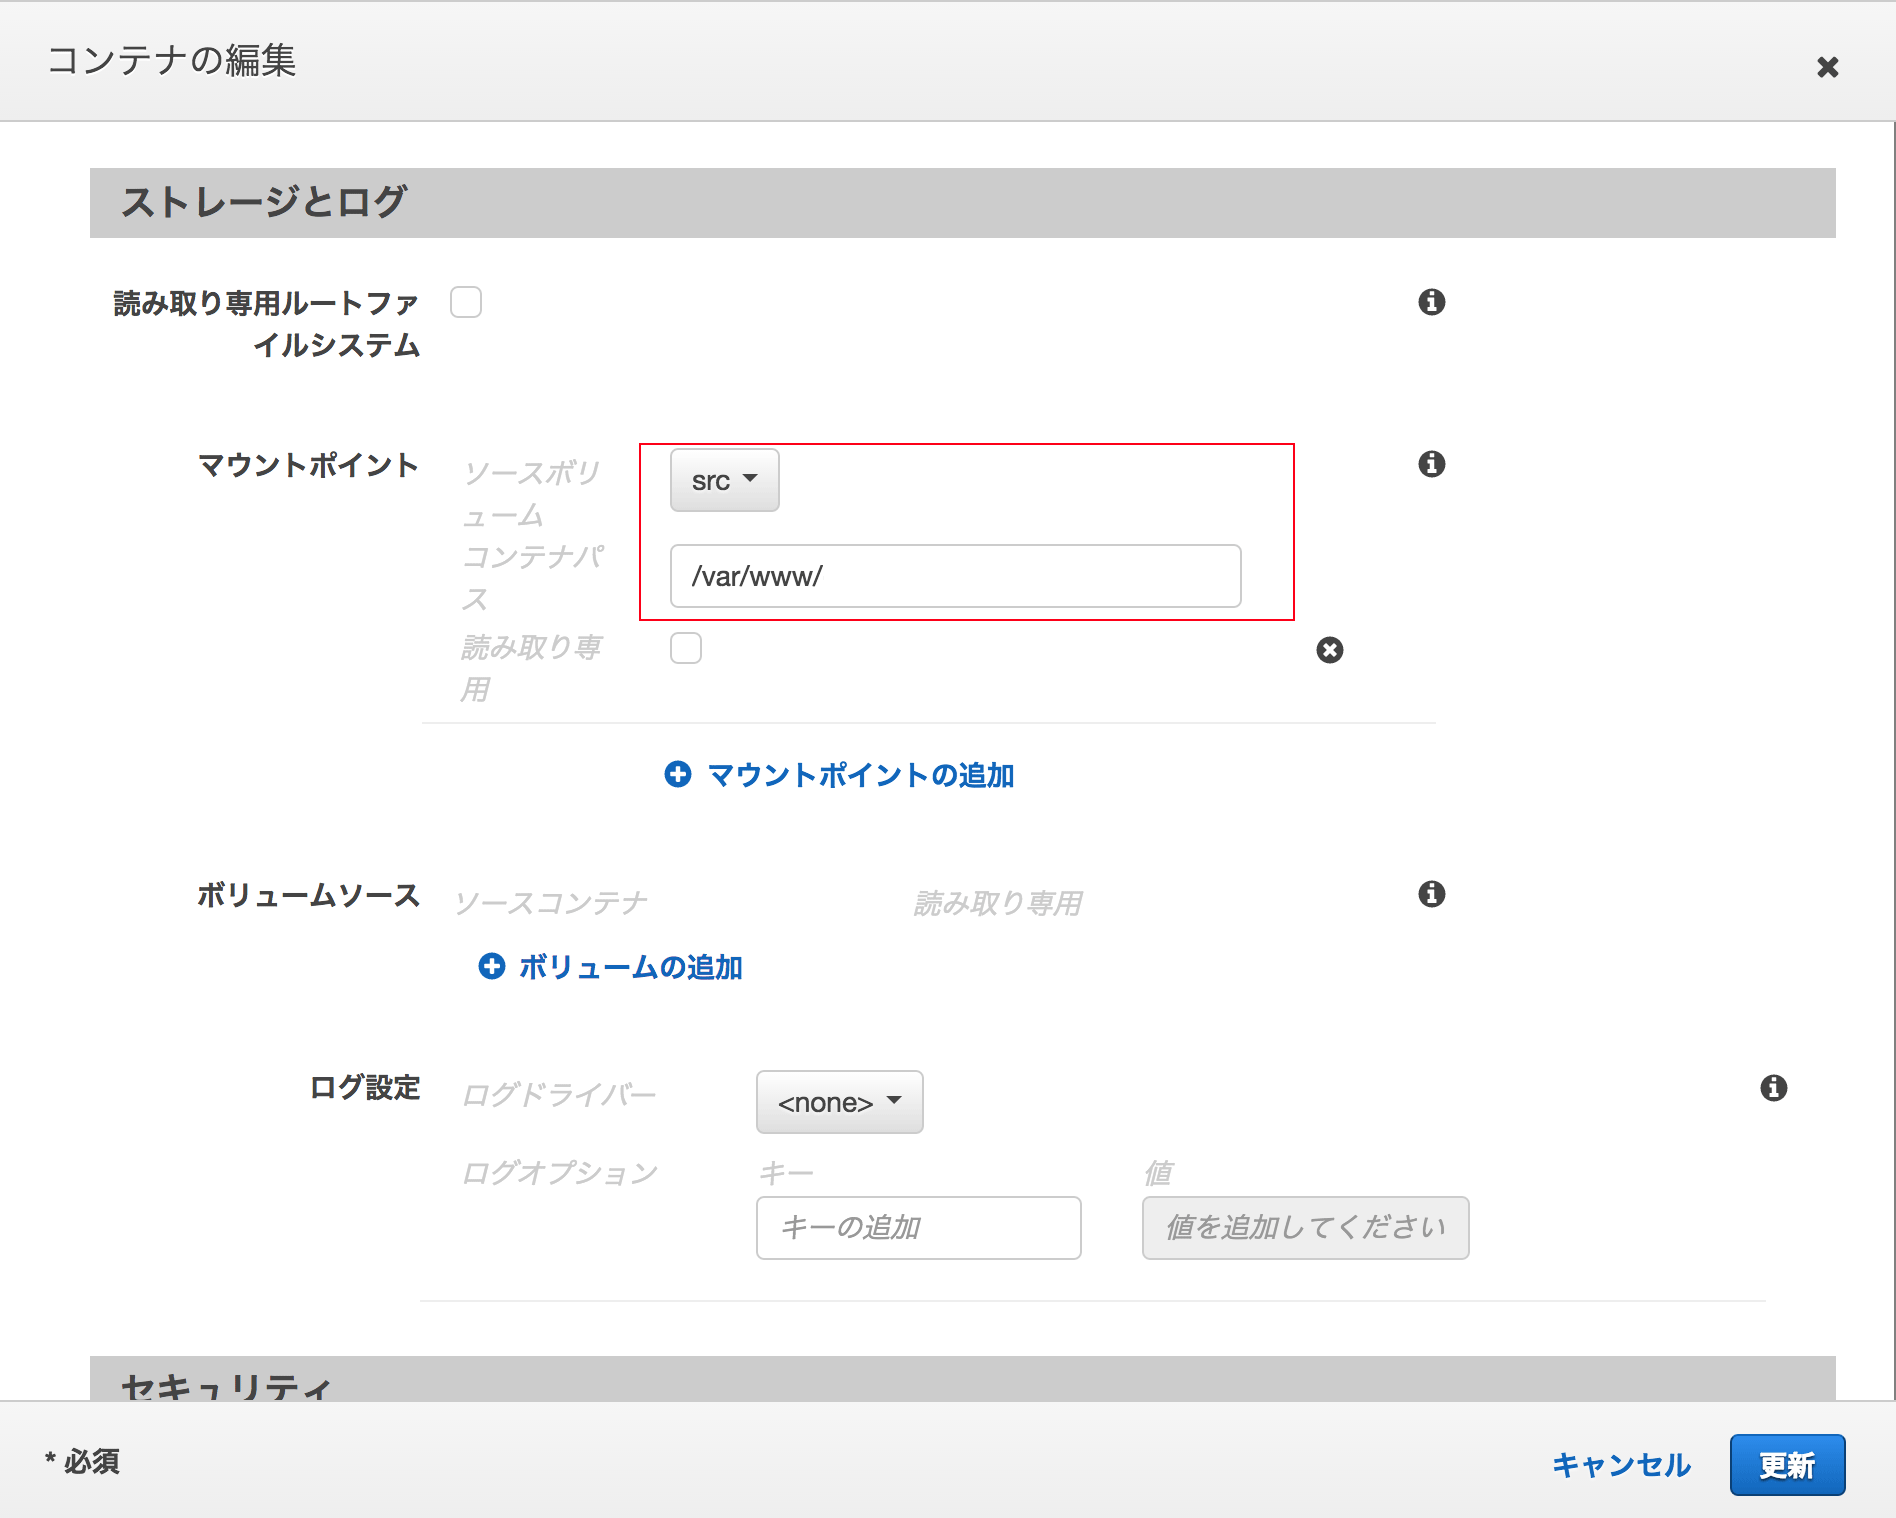 コンテナの編集
ストレージとログ
読み取り専用ルートファ
イルシステム
マウントポイント
ソースボリ
ューム
src
コンテナパ
ス
/var/www/
読み取り専
用
マウントポイントの追加
ボリュームソース
ソースコンテナ
読み取り専用
ボリュームの追加
ログ設定
ログドライバー
<none>
ログオプション
キー
値
キーの追加
値を追加してください
セキュリティ
* 必須
キャンセル
更新